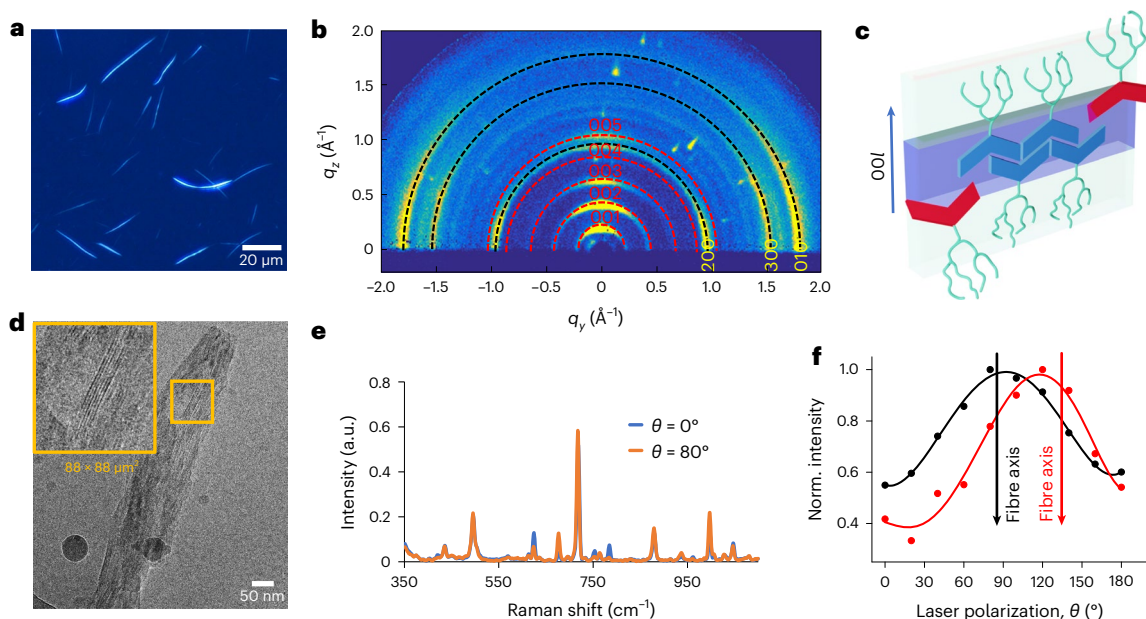 a
20 µm
b
2.0
1.5
1.0
0.5
0
q_z (Å⁻¹)
005
004
003
001
200
300
010
−2.0 −1.5 −1.0 −0.5 0 0.5 1.0 1.5 2.0
q_y (Å⁻¹)
c
00l
d
88 × 88 µm
50 nm
e
0.8
0.6
0.4
0.2
0
Intensity (a.u.)
θ = 0°
θ = 80°
350 550 750 950
Raman shift (cm⁻¹)
f
1.0
0.8
0.6
0.4
Norm. intensity
Fibre axis
Fibre axis
0 30 60 90 120 150 180
Laser polarization, θ (°)